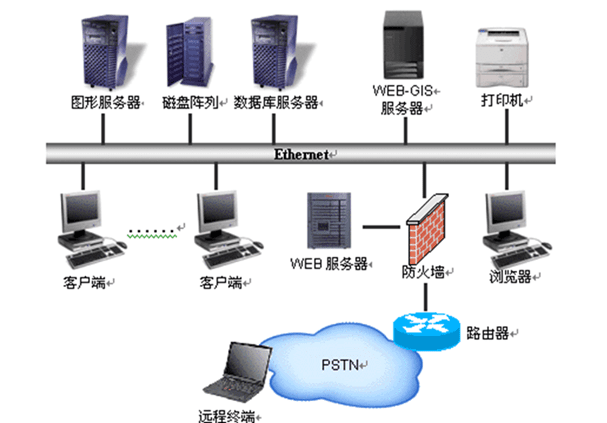 图形服务器
磁盘阵列
数据库服务器
WEB-GIS
服务器
打印机
Ethernet
......
客户端
客户端
WEB 服务器
防火墙
浏览器
路由器
PSTN
远程终端